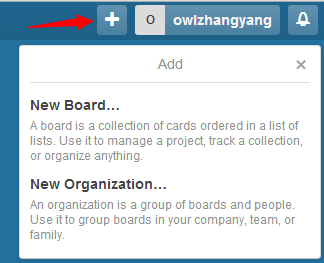 O owlzhangyang
Add
New Board…
A board is a collection of cards ordered in a list of
lists. Use it to manage a project, track a collection,
or organize anything.
New Organization…
An organization is a group of boards and people.
Use it to group boards in your company, team, or
family.